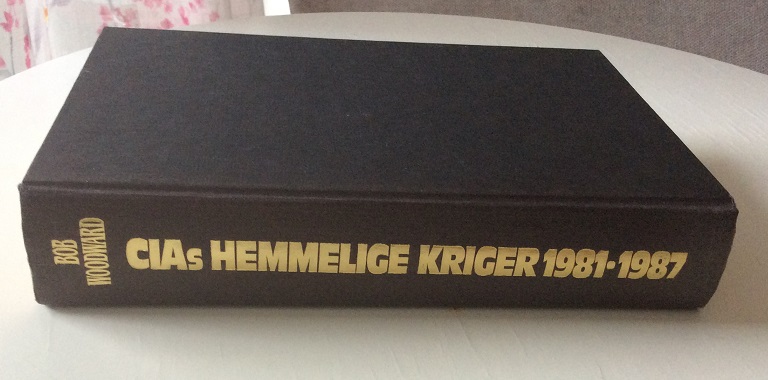 BOB
WOODWARD
CIAs HEMMELIGE KRIGER 1981-1987